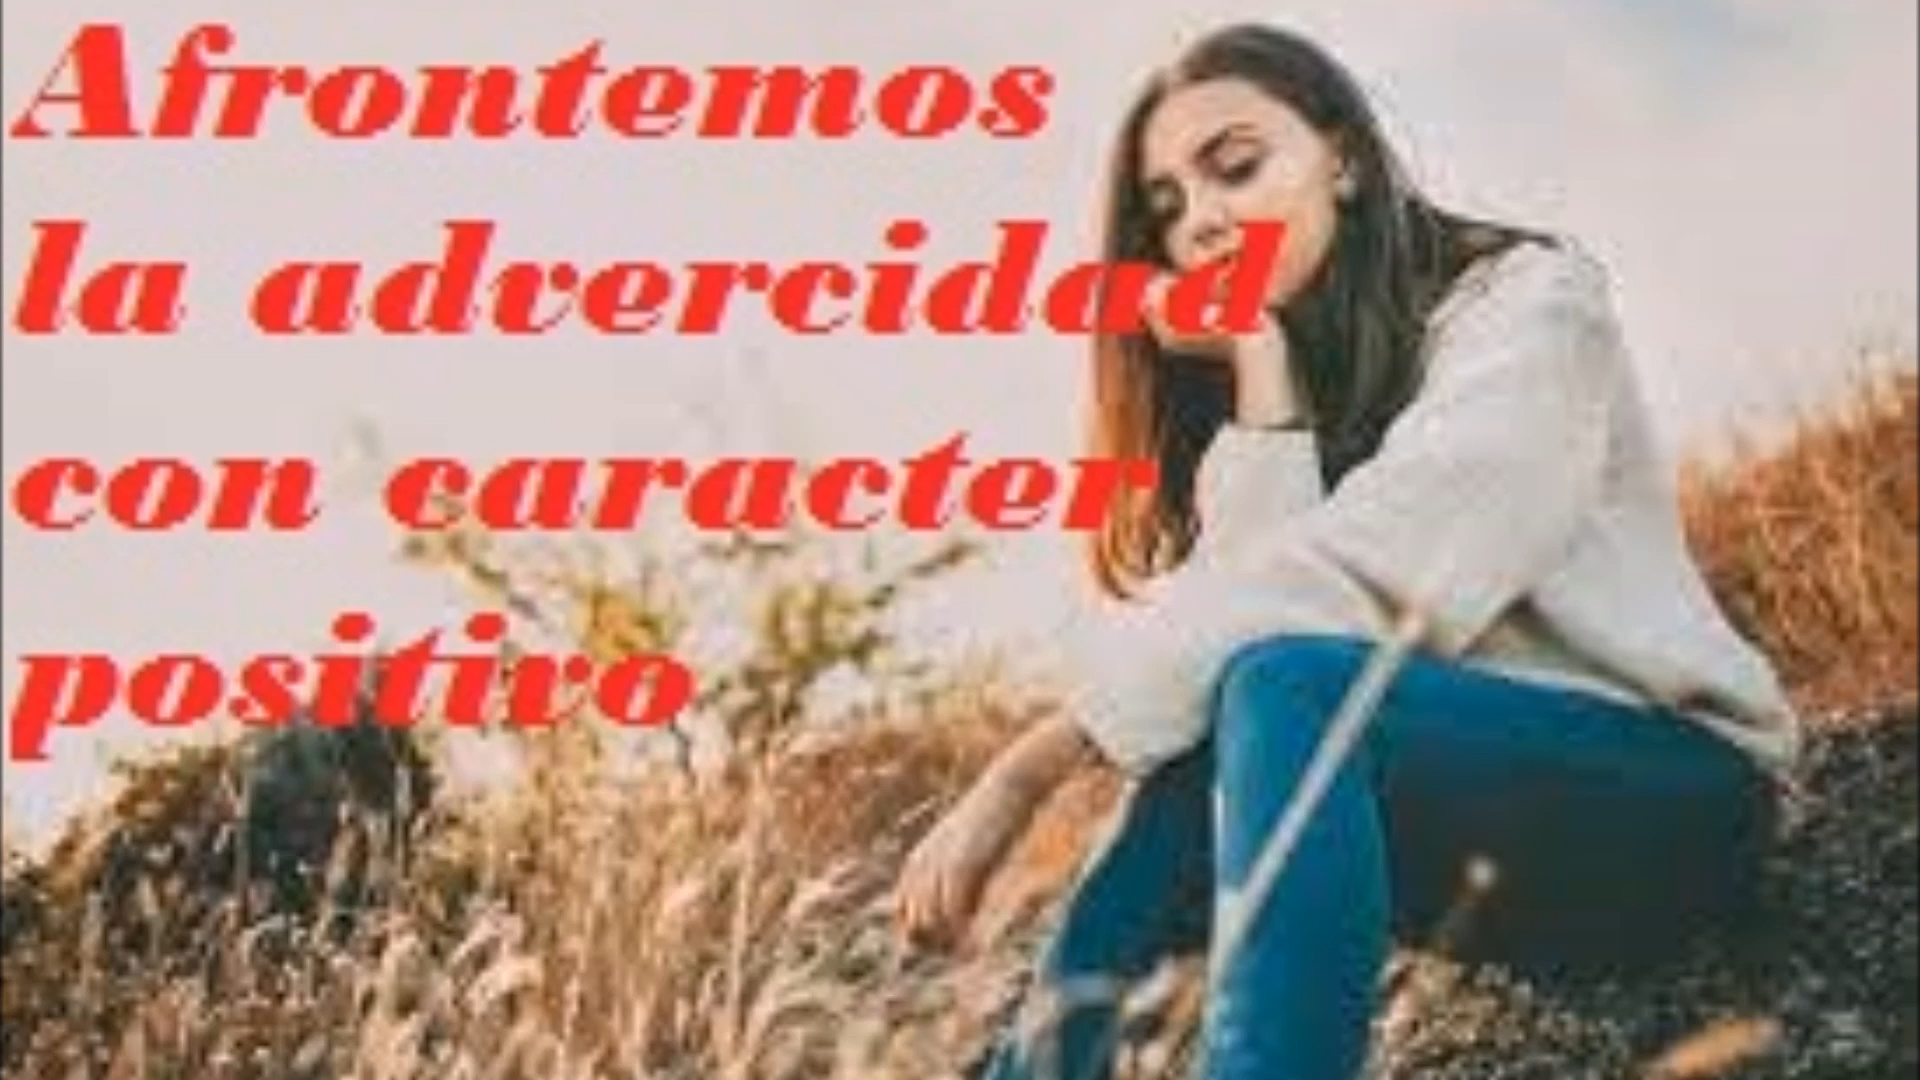 Afrontemos
la advercidad
con caracter
positivo